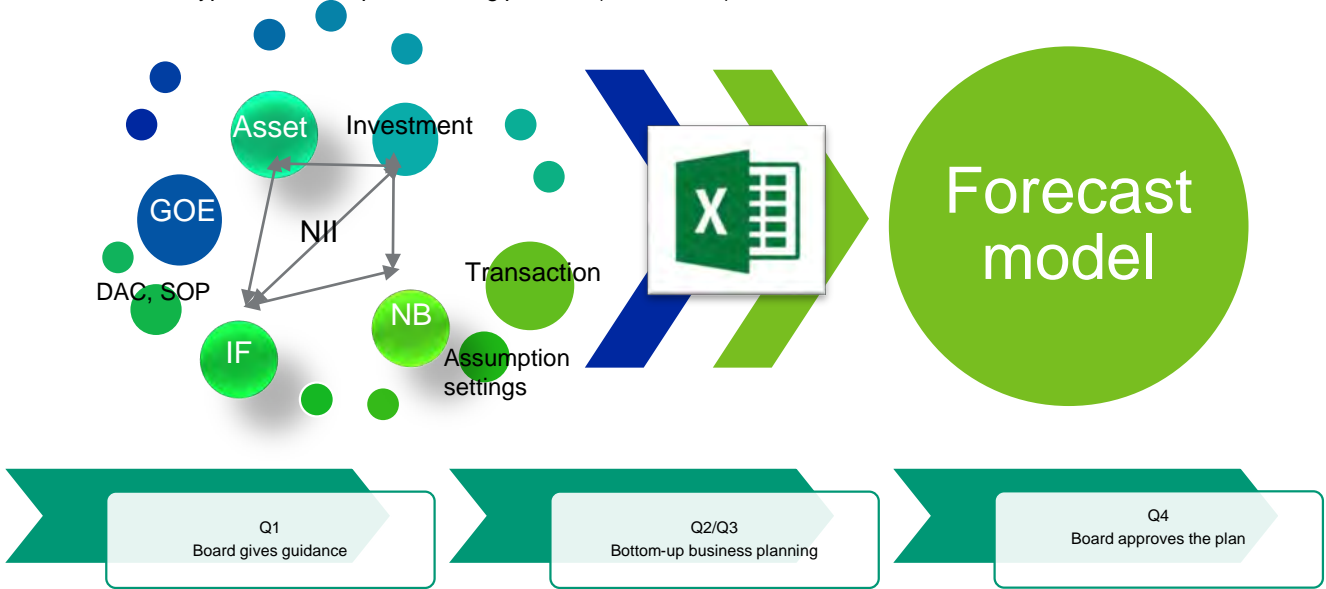 Asset
Investment
GOE
NII
DAC, SOP
Transaction
NB
IF
Assumption
settings
X
Forecast
model
Q1
Board gives guidance
Q2/Q3
Bottom-up business planning
Q4
Board approves the plan